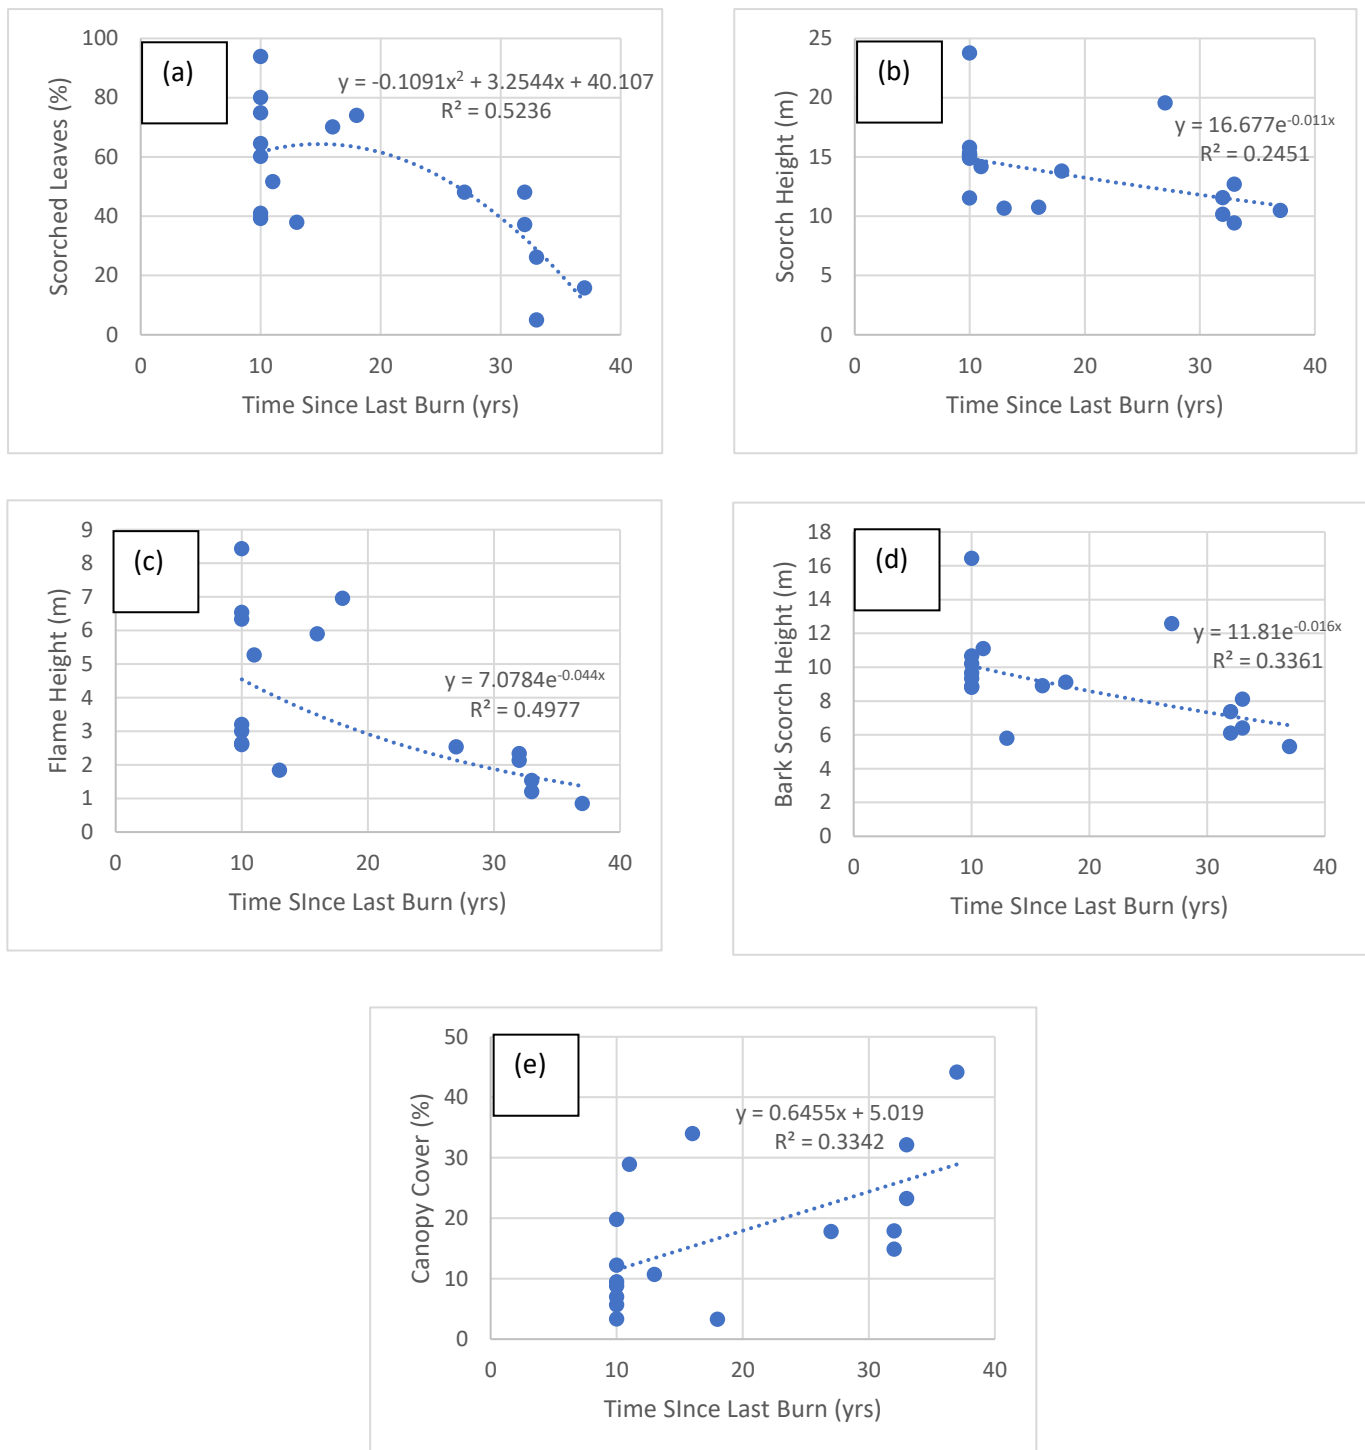 (a)
y = -0.1091x² + 3.2544x + 40.107
R² = 0.5236
100
80
60
40
20
0
0 10 20 30 40
Scorched Leaves (%)
Time Since Last Burn (yrs)
(b)
y = 16.677e^-0.011x
R² = 0.2451
25
20
15
10
5
0
0 10 20 30 40
Scorch Height (m)
Time Since Last Burn (yrs)
(c)
y = 7.0784e^-0.044x
R² = 0.4977
9
8
7
6
5
4
3
2
1
0
0 10 20 30 40
Flame Height (m)
Time SInce Last Burn (yrs)
(d)
y = 11.81e^-0.016x
R² = 0.3361
18
16
14
12
10
8
6
4
2
0
0 10 20 30 40
Bark Scorch Height (m)
Time SInce Last Burn (yrs)
(e)
y = 0.6455x + 5.019
R² = 0.3342
50
40
30
20
10
0
0 10 20 30 40
Canopy Cover (%)
Time SInce Last Burn (yrs)